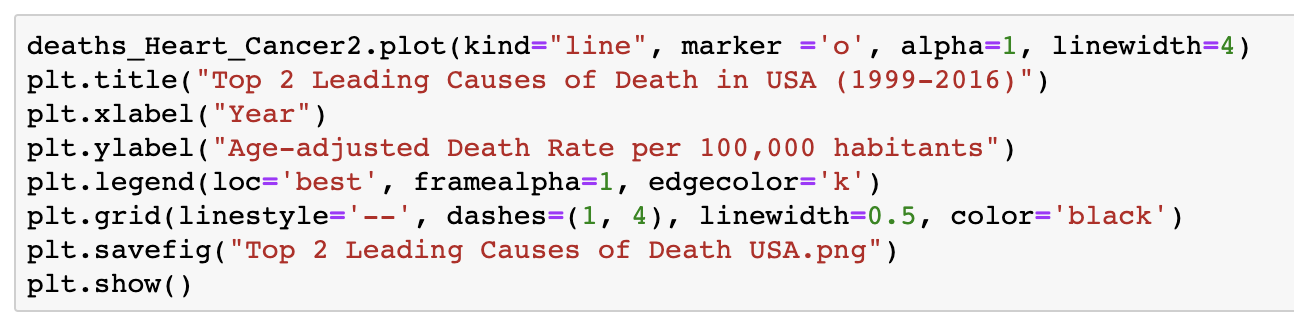 deaths_Heart_Cancer2.plot(kind="line", marker ='o', alpha=1, linewidth=4)
plt.title("Top 2 Leading Causes of Death in USA (1999-2016)")
plt.xlabel("Year")
plt.ylabel("Age-adjusted Death Rate per 100,000 habitants")
plt.legend(loc='best', framealpha=1, edgecolor='k')
plt.grid(linestyle='--', dashes=(1, 4), linewidth=0.5, color='black')
plt.savefig("Top 2 Leading Causes of Death USA.png")
plt.show()